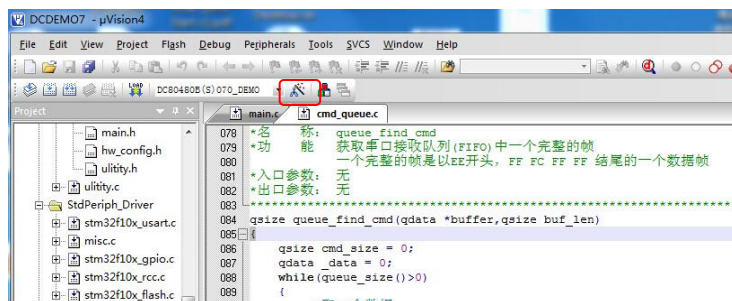 DCDEMO7 - µVision4
File Edit View Project Flash Debug Peripherals Tools SVCS Window Help
LOAD DC80480B(S)070_DEMO
Project
main.c cmd_queue.c
main.h
hw_config.h
ulitity.h
ulitity.c
StdPeriph_Driver
stm32f10x_usart.c
misc.c
stm32f10x_gpio.c
stm32f10x_rcc.c
stm32f10x_flash.c
078 *名 称: queue_find_cmd
079 *功 能 获取串口接收队列(FIFO)中一个完整的帧
080 一个完整的帧是以EE开头, FF FC FF FF 结尾的一个数据帧
081 *入口参数: 无
082 *出口参数: 无
083 ************************************************************
084 qsize queue_find_cmd(qdata *buffer,qsize buf_len)
085 {
086 qsize cmd_size = 0;
087 qdata _data = 0;
088 while(queue_size()>0)
089 {